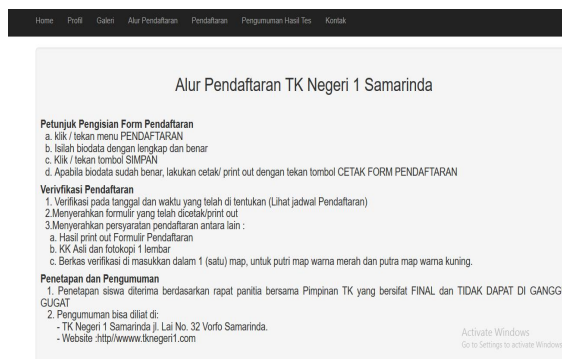 Home Profil Galeri Alur Pendaftaran Pendaftaran Pengumuman Hasil Tes Kontak
Alur Pendaftaran TK Negeri 1 Samarinda
Petunjuk Pengisian Form Pendaftaran
a. klik / tekan menu PENDAFTARAN
b. Isilah biodata dengan lengkap dan benar
c. Klik / tekan tombol SIMPAN
d. Apabila biodata sudah benar, lakukan cetak/ print out dengan tekan tombol CETAK FORM PENDAFTARAN
Verivfikasi Pendaftaran
1. Verifikasi pada tanggal dan waktu yang telah di tentukan (Lihat jadwal Pendaftaran)
2.Menyerahkan formulir yang telah dicetak/print out
3.Menyerahkan persyaratan pendaftaran antara lain :
a. Hasil print out Formulir Pendaftaran
b. KK Asli dan fotokopi 1 lembar
c. Berkas verifikasi di masukkan dalam 1 (satu) map, untuk putri map warna merah dan putra map warna kuning.
Penetapan dan Pengumuman
1. Penetapan siswa diterima berdasarkan rapat panitia bersama Pimpinan TK yang bersifat FINAL dan TIDAK DAPAT DI GANGG
GUGAT
2. Pengumuman bisa diliat di:
- TK Negeri 1 Samarinda jl. Lai No. 32 Vorfo Samarinda.
- Website :http//wwww.tknegeri1.com
Activate Windows
Go to Settings to activate Windows